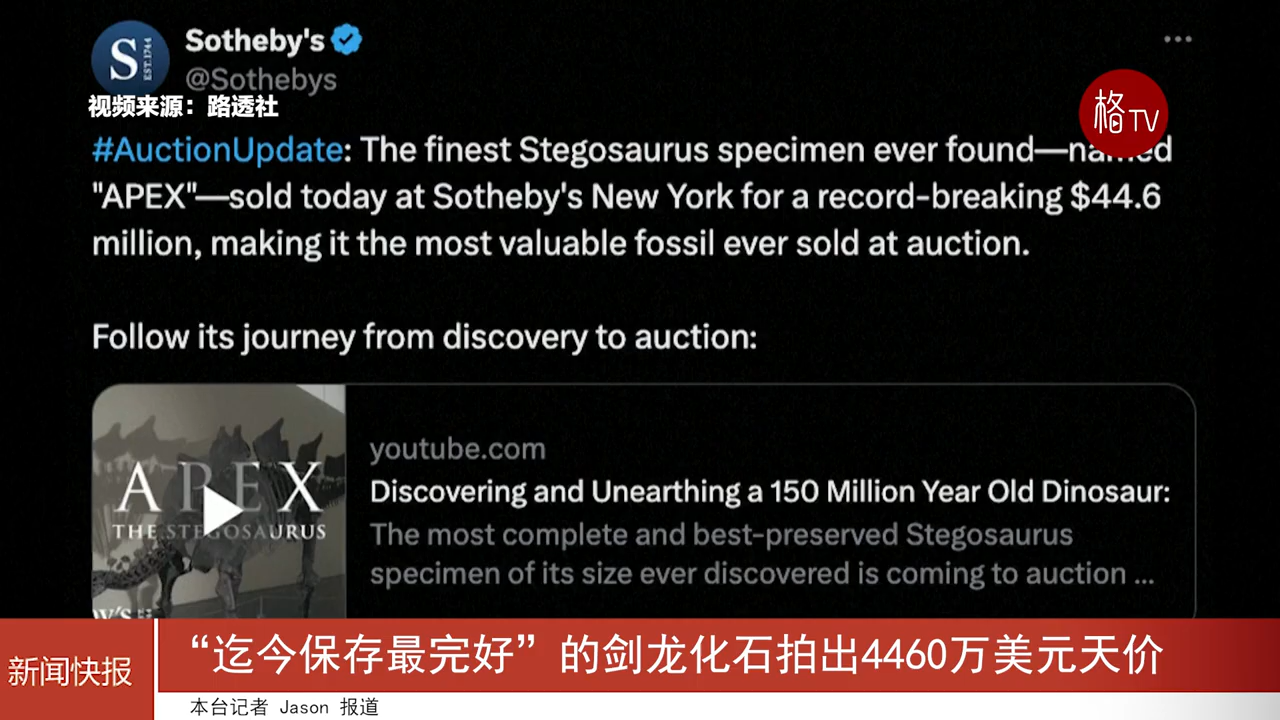 Sotheby's
@Sothebys
视频来源：路透社
格TV
#AuctionUpdate: The finest Stegosaurus specimen ever found—named
"APEX"—sold today at Sotheby's New York for a record-breaking $44.6
million, making it the most valuable fossil ever sold at auction.
Follow its journey from discovery to auction:
APEX
THE STEGOSAURUS
youtube.com
Discovering and Unearthing a 150 Million Year Old Dinosaur:
The most complete and best-preserved Stegosaurus
specimen of its size ever discovered is coming to auction ...
新闻快报
“迄今保存最完好”的剑龙化石拍出4460万美元天价
本台记者 Jason 报道